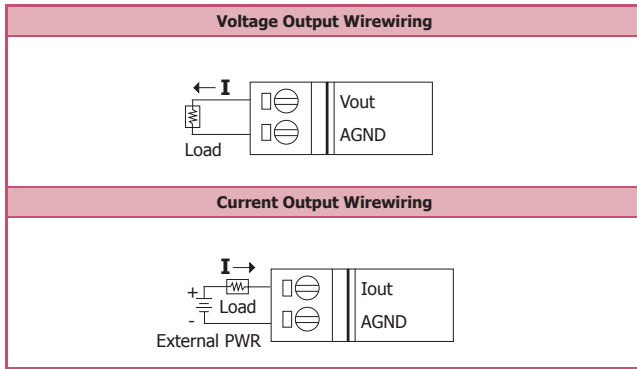 Voltage Output Wirewiring
← I
Vout
AGND
Load
Current Output Wirewiring
I →
+
Load
-
External PWR
Iout
AGND